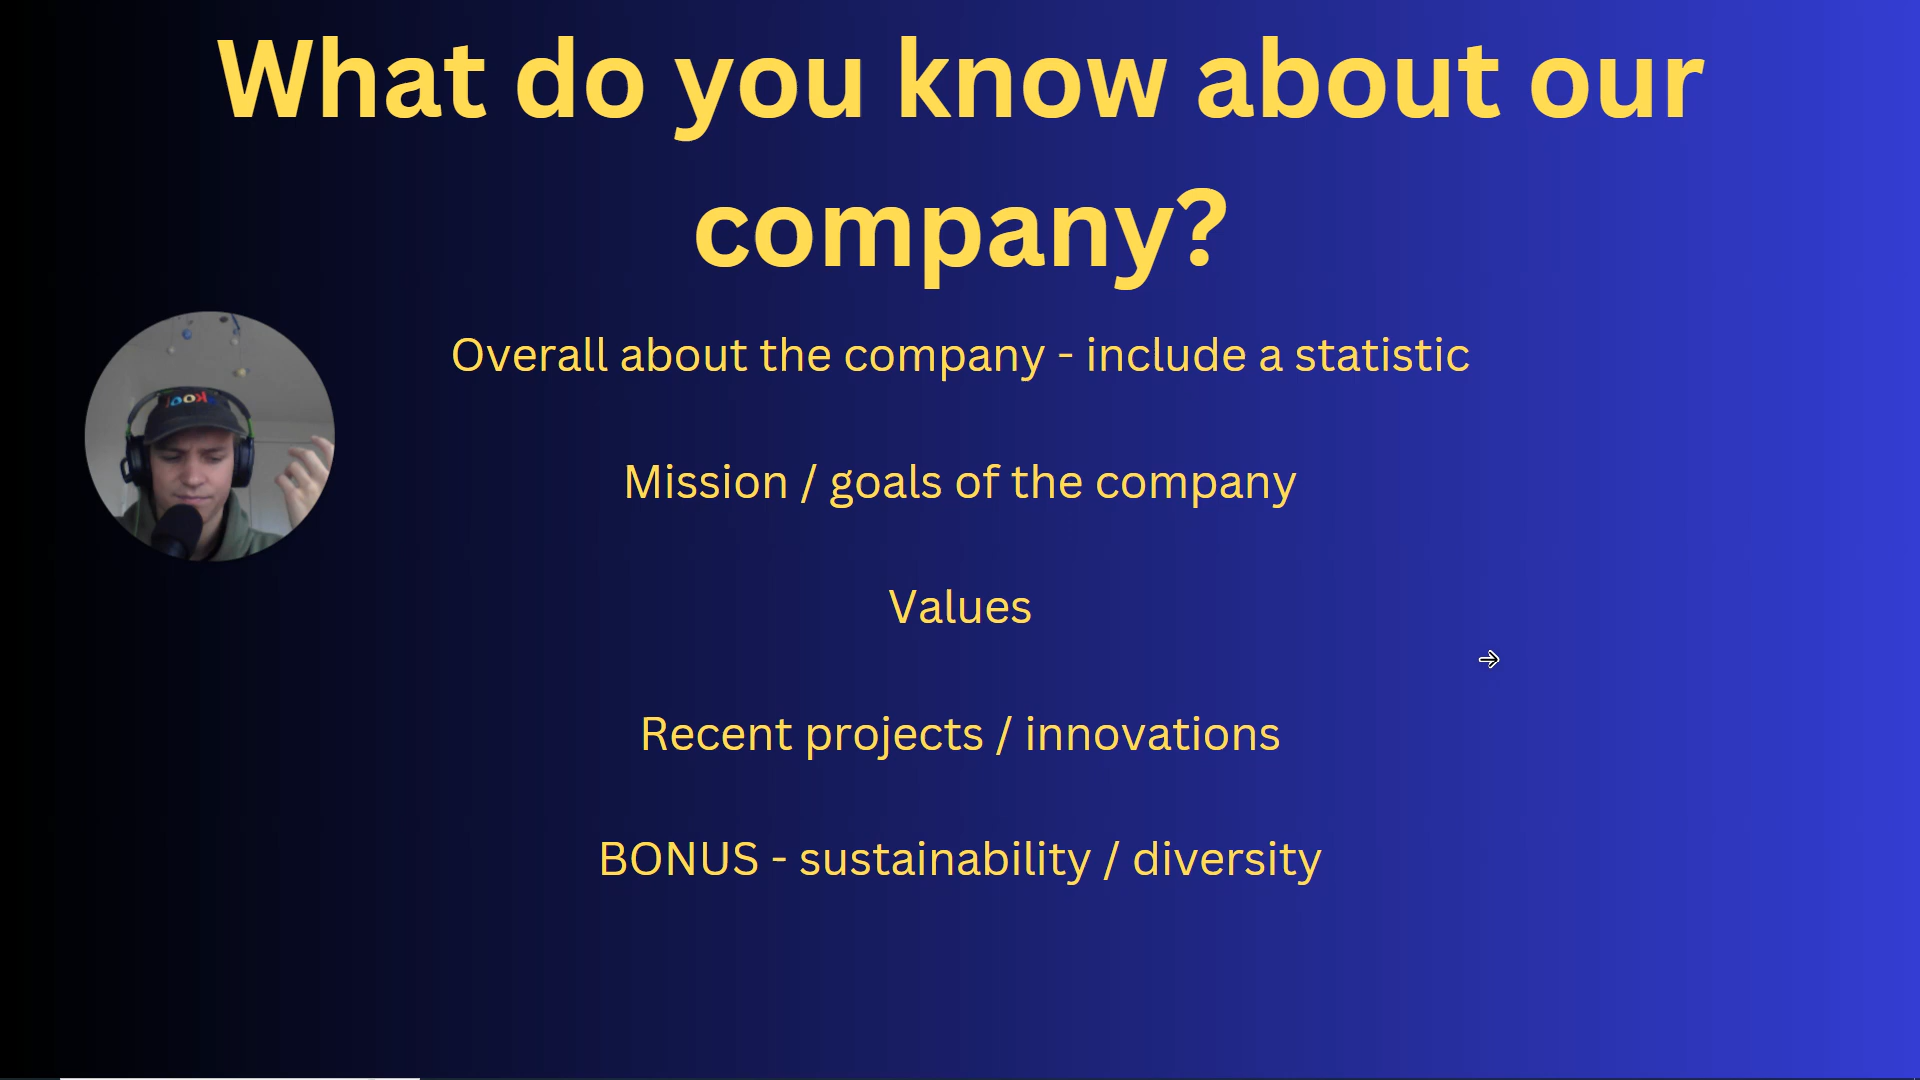 What do you know about our
company?
Overall about the company - include a statistic
Mission / goals of the company
Values
Recent projects / innovations
BONUS - sustainability / diversity